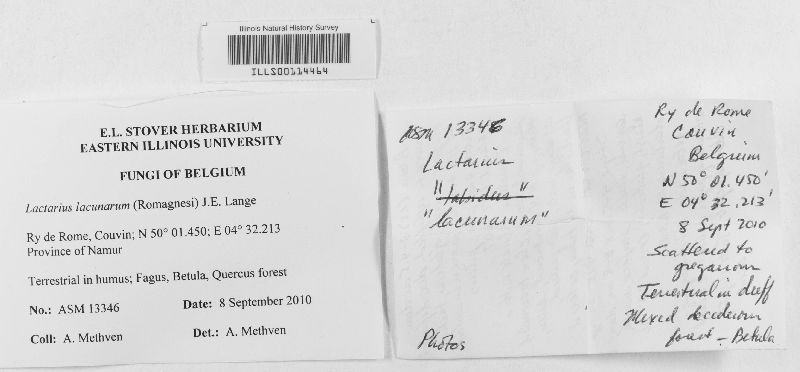 Illinois Natural History Survey
ILLS00114464
E.L. STOVER HERBARIUM
EASTERN ILLINOIS UNIVERSITY
FUNGI OF BELGIUM
Lactarius lacunarum (Romagnesi) J.E. Lange
Ry de Rome, Couvin; N 50° 01.450; E 04° 32.213
Province of Namur
Terrestrial in humus; Fagus, Betula, Quercus forest
No.: ASM 13346 Date: 8 September 2010
Coll: A. Methven Det.: A. Methven
ASM 13346
Lactarius
"tabidus"
"lacunarum"
Photos
Ry de Rome
Couvin
Belgium
N 50° 01.450'
E 04° 32.213'
8 Sept 2010
Scattered to
gregarious
Terrestrial in duff
Mixed deciduous
forest - Betula